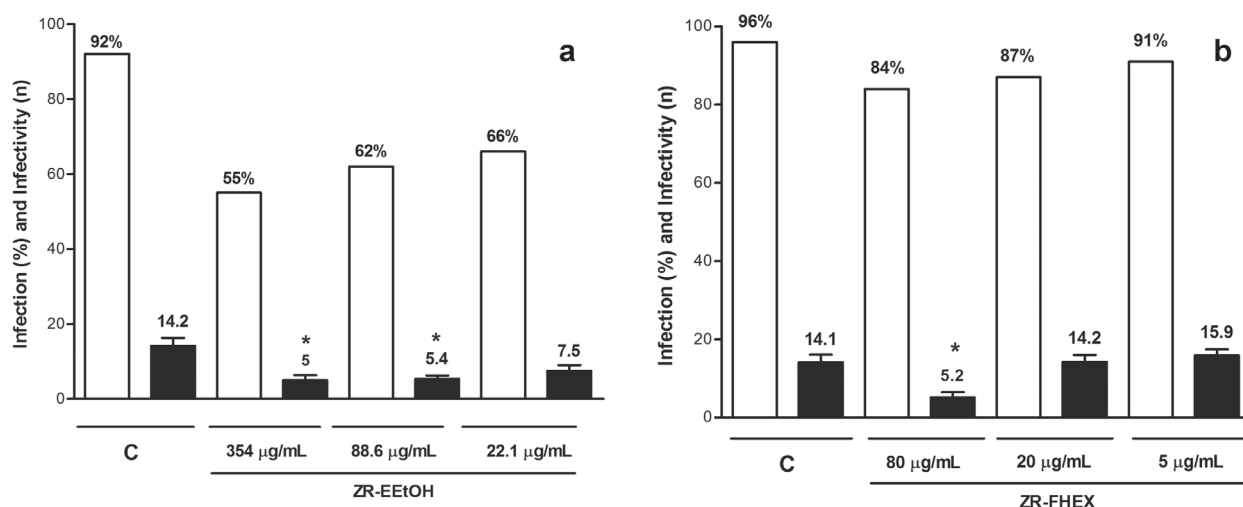 a
Infection (%) and Infectivity (n)
100
80
60
40
20
0
92%
14.2
55%
*
5
62%
*
5.4
66%
7.5
C
354 µg/mL
88.6 µg/mL
22.1 µg/mL
ZR-EEtOH
b
Infection (%) and Infectivity (n)
100
80
60
40
20
0
96%
14.1
84%
*
5.2
87%
14.2
91%
15.9
C
80 µg/mL
20 µg/mL
5 µg/mL
ZR-FHEX